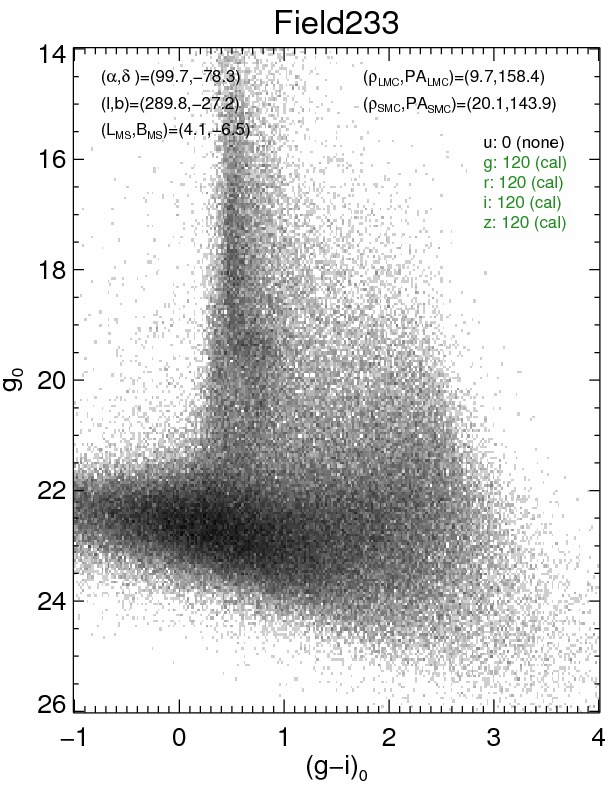 Field233
(α,δ )=(99.7,−78.3)
(ρLMC,PALMC)=(9.7,158.4)
(l,b)=(289.8,−27.2)
(ρSMC,PASMC)=(20.1,143.9)
(LMS,BMS)=(4.1,−6.5)
u: 0 (none)
g: 120 (cal)
r: 120 (cal)
i: 120 (cal)
z: 120 (cal)
14
16
18
20
22
24
26
g0
−1 0 1 2 3 4
(g−i)0